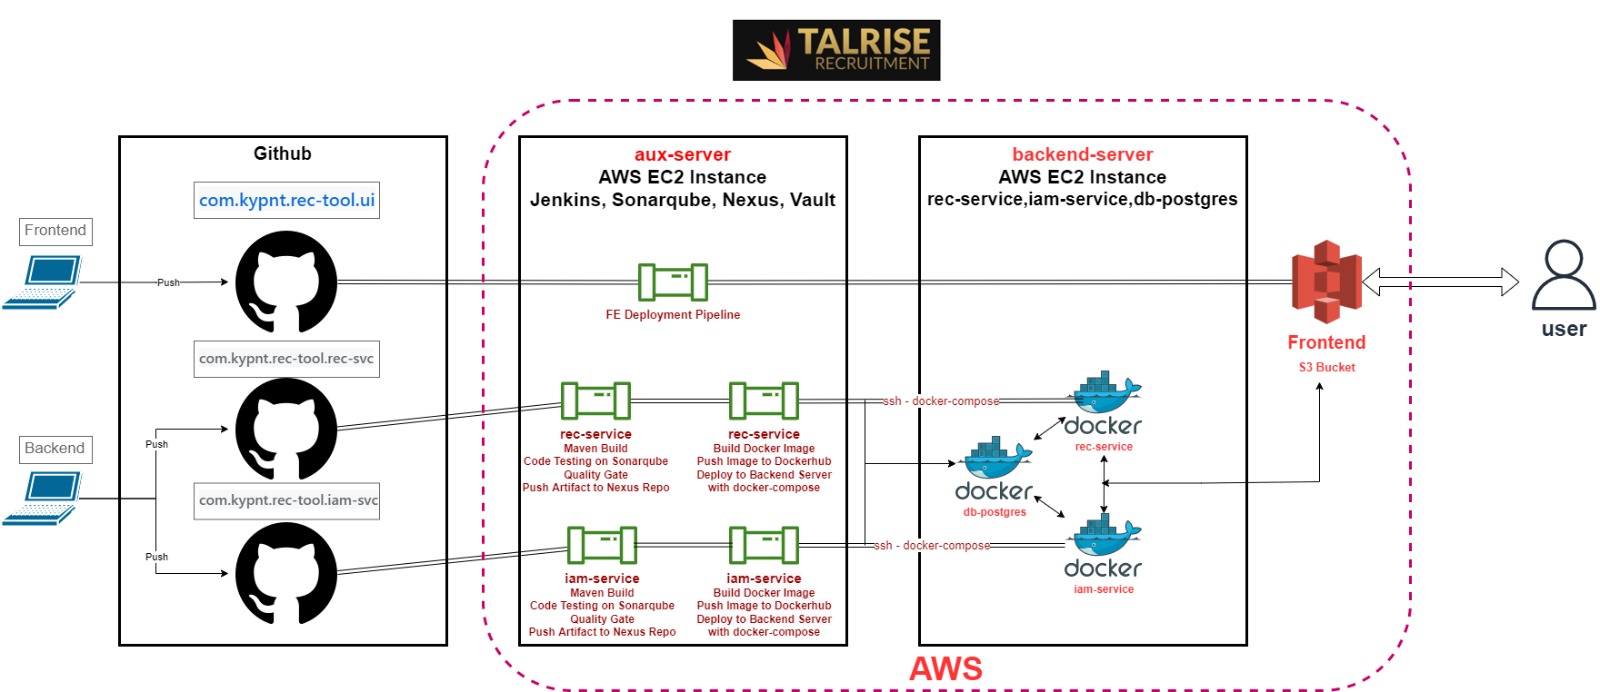 TALRISE
RECRUITMENT
Github
com.kypnt.rec-tool.ui
Frontend
Push
com.kypnt.rec-tool.rec-svc
Backend
Push
com.kypnt.rec-tool.iam-svc
Push
aux-server
AWS EC2 Instance
Jenkins, Sonarqube, Nexus, Vault
FE Deployment Pipeline
rec-service
Maven Build
Code Testing on Sonarqube
Quality Gate
Push Artifact to Nexus Repo
rec-service
Build Docker Image
Push Image to Dockerhub
Deploy to Backend Server
with docker-compose
iam-service
Maven Build
Code Testing on Sonarqube
Quality Gate
Push Artifact to Nexus Repo
iam-service
Build Docker Image
Push Image to Dockerhub
Deploy to Backend Server
with docker-compose
backend-server
AWS EC2 Instance
rec-service,iam-service,db-postgres
ssh - docker-compose
docker
rec-service
docker
db-postgres
ssh - docker-compose
docker
iam-service
Frontend
S3 Bucket
user
AWS